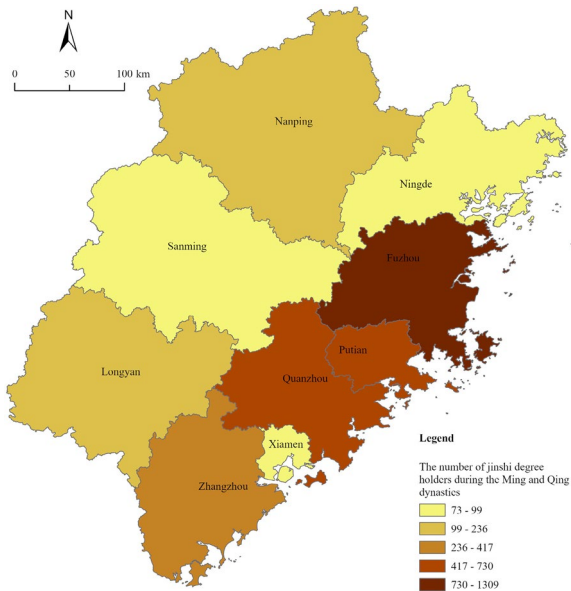 N
0 50 100 km
Nanping
Ningde
Sanming
Fuzhou
Putian
Longyan
Quanzhou
Xiamen
Zhangzhou
Legend
The number of jinshi degree
holders during the Ming and Qing
dynasties
73 - 99
99 - 236
236 - 417
417 - 730
730 - 1309